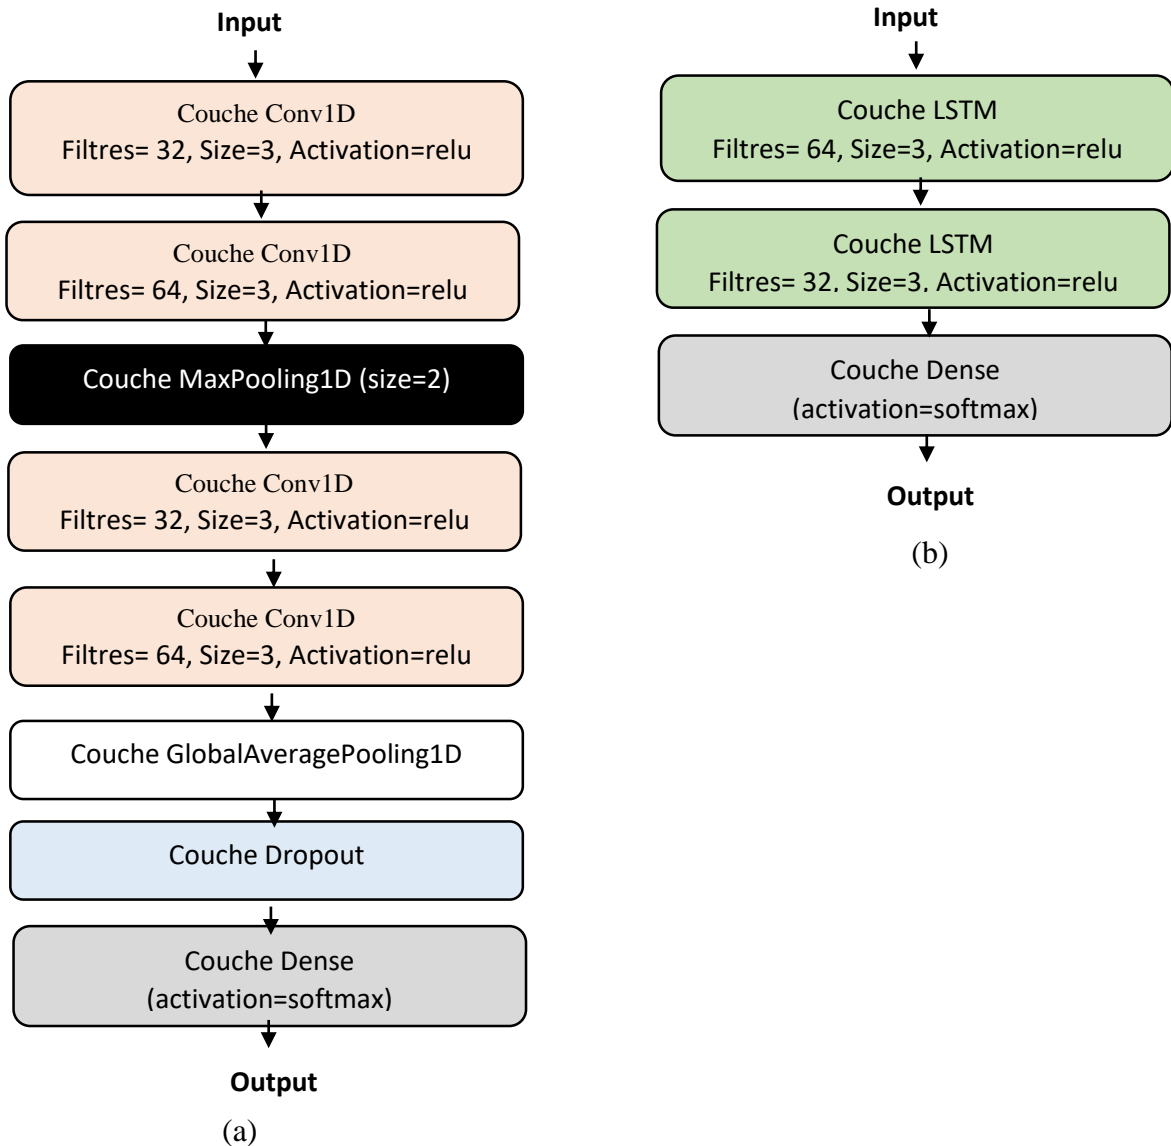 Input
Couche Conv1D
Filtres= 32, Size=3, Activation=relu
Couche Conv1D
Filtres= 64, Size=3, Activation=relu
Couche MaxPooling1D (size=2)
Couche Conv1D
Filtres= 32, Size=3, Activation=relu
Couche Conv1D
Filtres= 64, Size=3, Activation=relu
Couche GlobalAveragePooling1D
Couche Dropout
Couche Dense
(activation=softmax)
Output
(a)
Input
Couche LSTM
Filtres= 64, Size=3, Activation=relu
Couche LSTM
Filtres= 32, Size=3, Activation=relu
Couche Dense
(activation=softmax)
Output
(b)